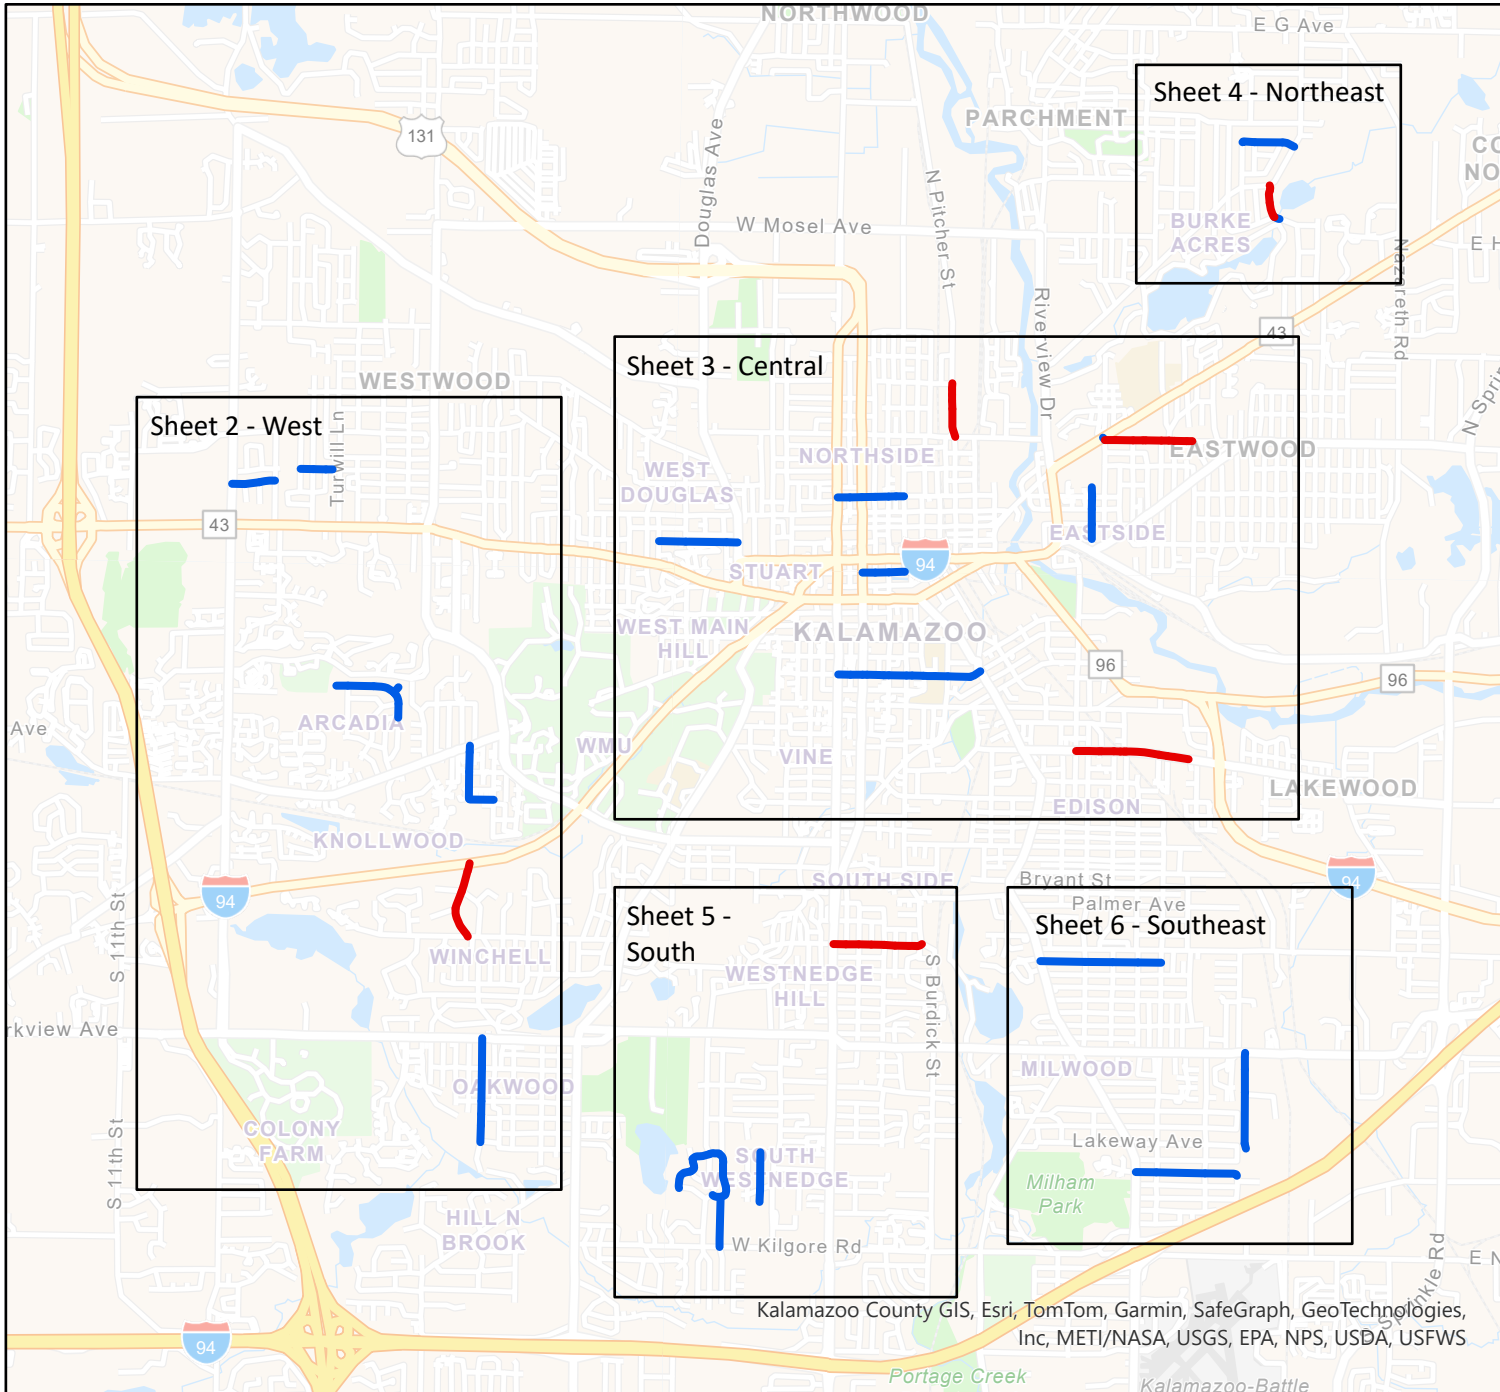 NORTHWOOD
E G Ave
Sheet 4 - Northeast
PARCHMENT
131
Douglas Ave
N Pitcher St
W Mosel Ave
BURKE
ACRES
Nazareth Rd
E H
CO
NO
Riverview Dr
43
Sheet 3 - Central
WESTWOOD
Sheet 2 - West
Turwill Ln
N Sprin
NORTHSIDE
EASTWOOD
WEST
DOUGLAS
43
EASTSIDE
94
STUART
WEST MAIN
HILL
KALAMAZOO
96
96
ARCADIA
Ave
WMU
VINE
LAKEWOOD
EDISON
KNOLLWOOD
94
SOUTH SIDE
Bryant St
94
Palmer Ave
S 11th St
Sheet 5 -
South
Sheet 6 - Southeast
WINCHELL
WESTNEDGE
HILL
S Burdick St
rkview Ave
MILWOOD
OAKWOOD
COLONY
FARM
Lakeway Ave
S 11th St
SOUTH
WESTNEDGE
Milham
Park
HILL N
BROOK
W Kilgore Rd
E N
Sprinkle Rd
94
Kalamazoo County GIS, Esri, TomTom, Garmin, SafeGraph, GeoTechnologies,
Inc, METI/NASA, USGS, EPA, NPS, USDA, USFWS
Portage Creek
Kalamazoo-Battle